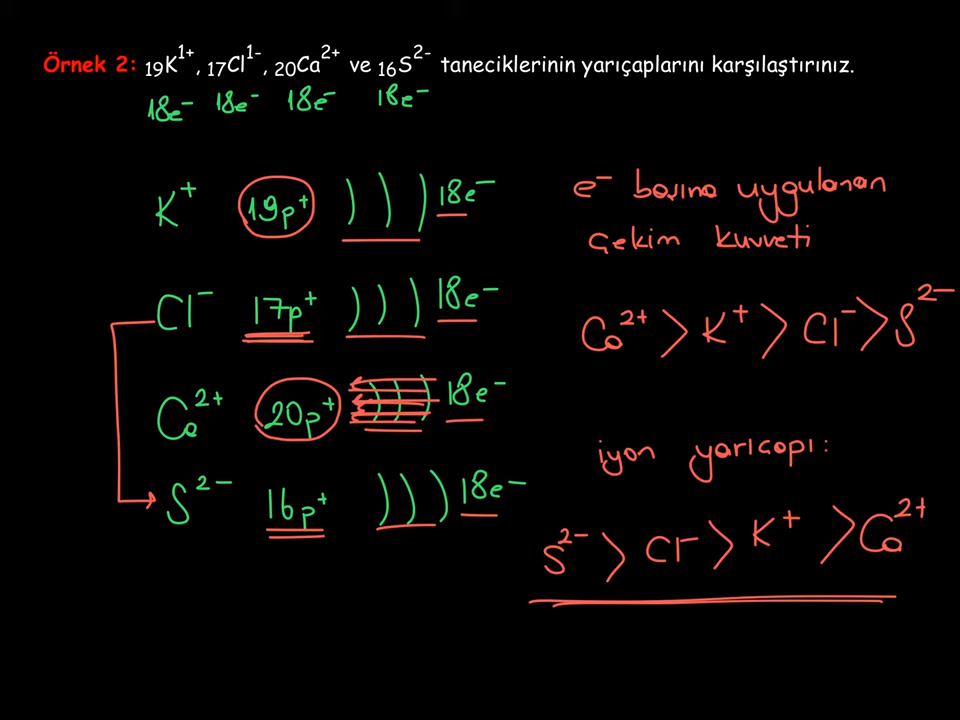 Örnek 2: ₁₉K¹⁺, ₁₇Cl¹⁻, ₂₀Ca²⁺ ve ₁₆S²⁻ taneciklerinin yarıçaplarını karşılaştırınız.
18e⁻ 18e⁻ 18e⁻ 18e⁻
K⁺ 19p⁺ ) ) ) 18e⁻
Cl⁻ 17p⁺ ) ) ) 18e⁻
Ca²⁺ 20p⁺ ) ) ) 18e⁻
S²⁻ 16p⁺ ) ) ) 18e⁻
e⁻ başına uygulanan
çekim kuvveti
Ca²⁺ > K⁺ > Cl⁻ > S²⁻
iyon yarıçapı:
S²⁻ > Cl⁻ > K⁺ > Ca²⁺